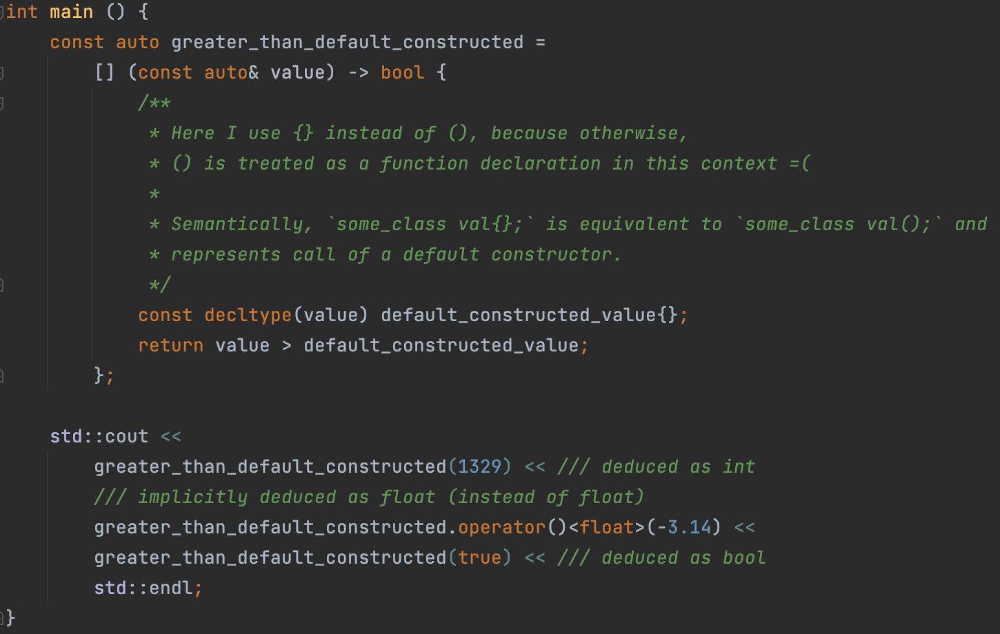 int main () {
    const auto greater_than_default_constructed =
        [] (const auto& value) -> bool {
            /**
             * Here I use {} instead of (), because otherwise,
             * () is treated as a function declaration in this context =(
             *
             * Semantically, `some_class val{};` is equivalent to `some_class val();` and
             * represents call of a default constructor.
             */
            const decltype(value) default_constructed_value{};
            return value > default_constructed_value;
        };

    std::cout <<
        greater_than_default_constructed(1329) << /// deduced as int
        /// implicitly deduced as float (instead of float)
        greater_than_default_constructed.operator()<float>(-3.14) <<
        greater_than_default_constructed(true) << /// deduced as bool
        std::endl;
}